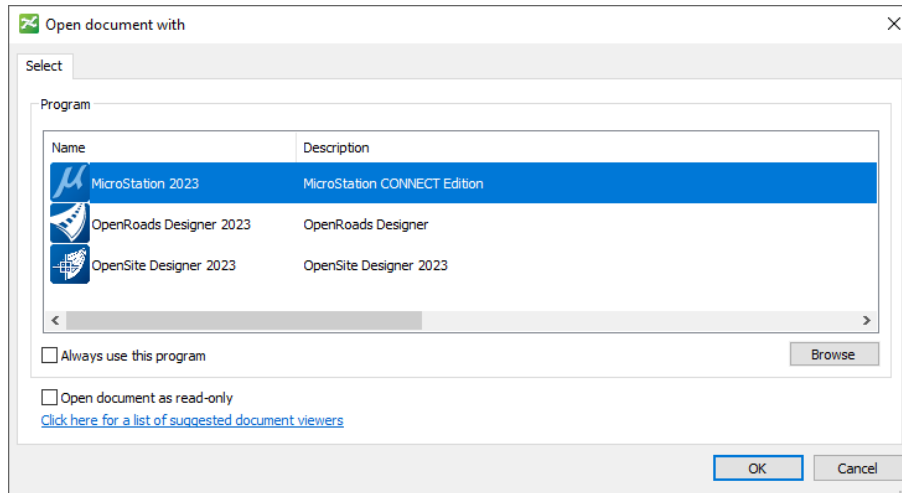 Open document with
Select
Program
Name Description
MicroStation 2023 MicroStation CONNECT Edition
OpenRoads Designer 2023 OpenRoads Designer
OpenSite Designer 2023 OpenSite Designer 2023
Always use this program Browse
Open document as read-only
Click here for a list of suggested document viewers
OK Cancel